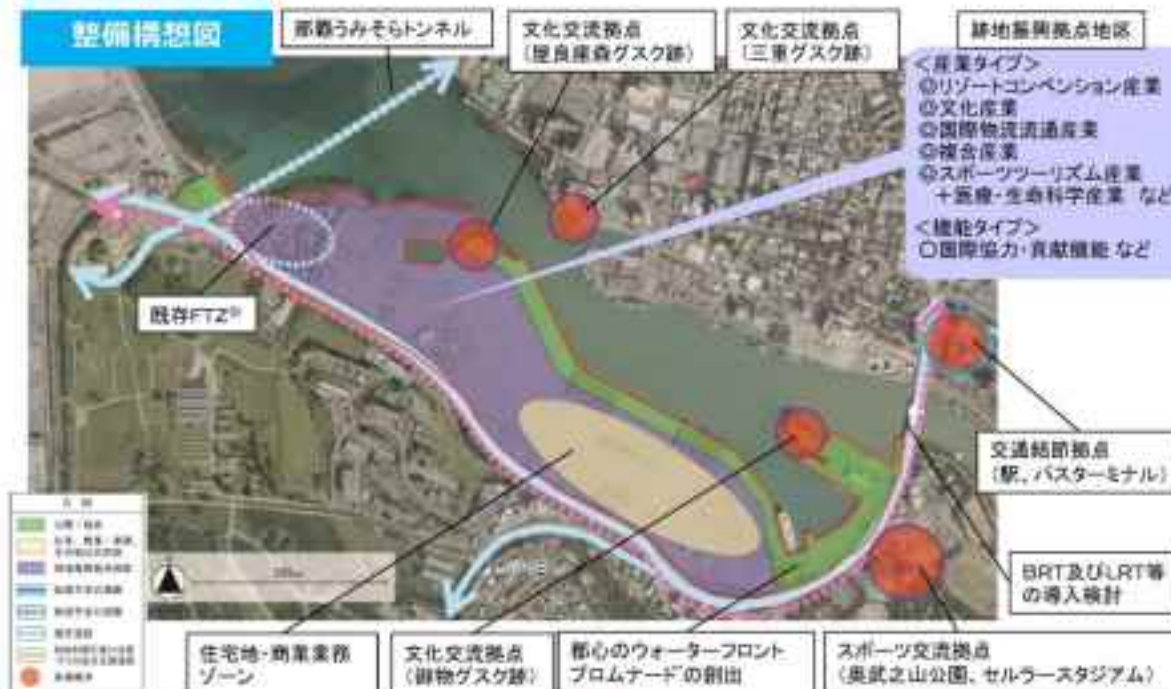 整備構想図
那覇うみそらトンネル
文化交流拠点
(屋良座森グスク跡)
文化交流拠点
(三重グスク跡)
跡地振興拠点地区
<産業タイプ>
◎リゾートコンベンション産業
◎文化産業
◎国際物流流通産業
◎複合産業
◎スポーツツーリズム産業
+医療・生命科学産業 など
<機能タイプ>
○国際協力・貢献機能 など
既存FTZ
交通結節拠点
(駅、バスターミナル)
BRT及びLRT等
の導入検討
住宅地・商業業務
ゾーン
文化交流拠点
(御物グスク跡)
都心のウォーターフロント
プロムナードの創出
スポーツ交流拠点
(奥武之山公園、セルラースタジアム)